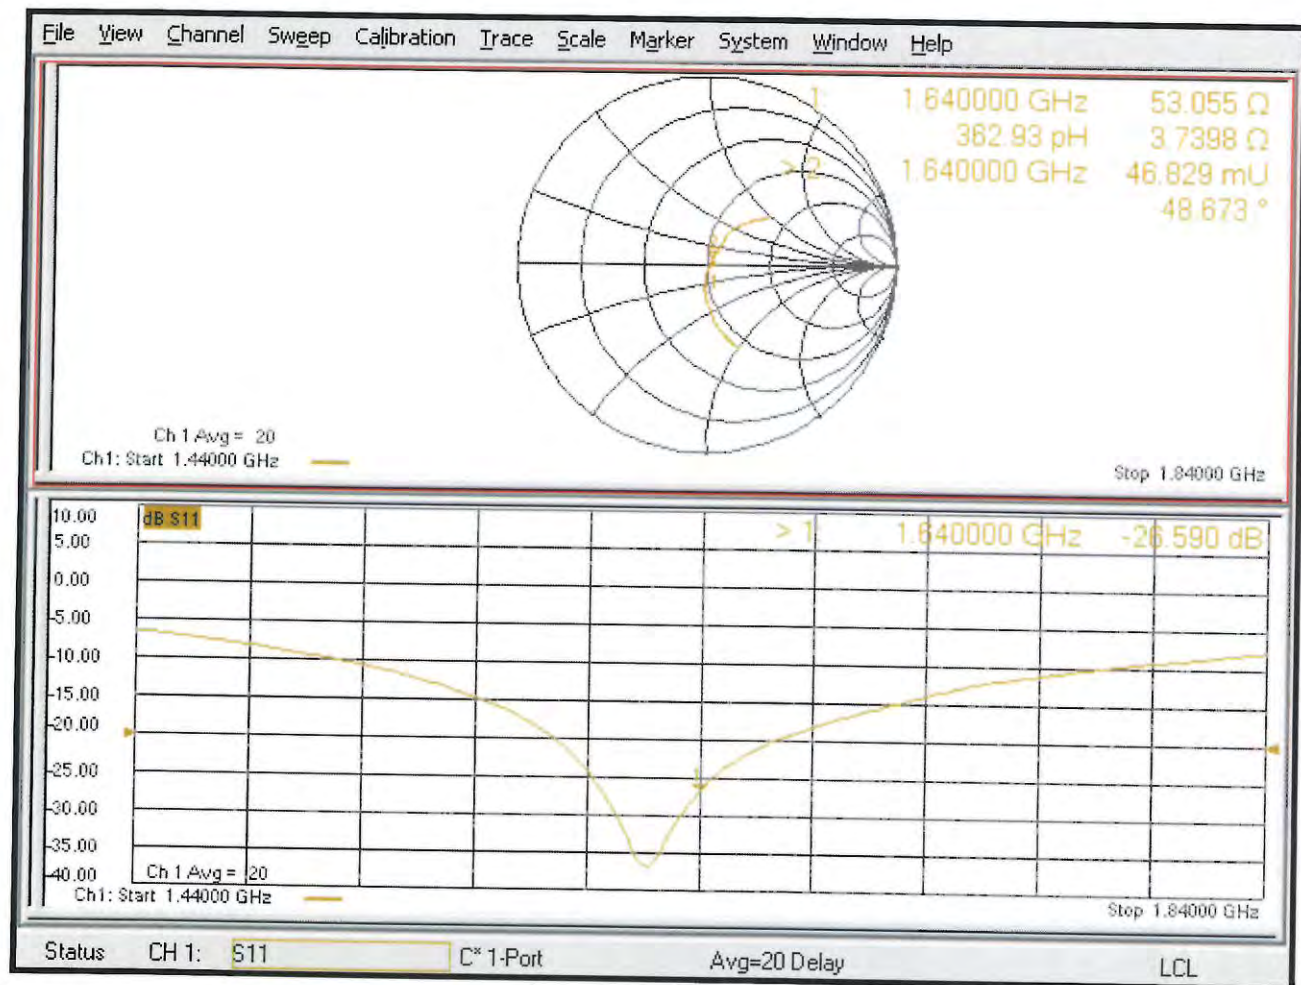 File View Channel Sweep Calibration Trace Scale Marker System Window Help
1: 1.640000 GHz 53.055 Ω
362.93 pH 3.7398 Ω
> 2: 1.640000 GHz 46.829 mU
48.673 °
Ch 1 Avg = 20
Ch1: Start 1.44000 GHz
Stop 1.84000 GHz
10.00
dB S11
> 1: 1.640000 GHz -26.590 dB
5.00
0.00
-5.00
-10.00
-15.00
-20.00
-25.00
1
-30.00
-35.00
-40.00
Ch 1 Avg = 20
Ch1: Start 1.44000 GHz
Stop 1.84000 GHz
Status CH 1: S11 C* 1-Port Avg=20 Delay LCL